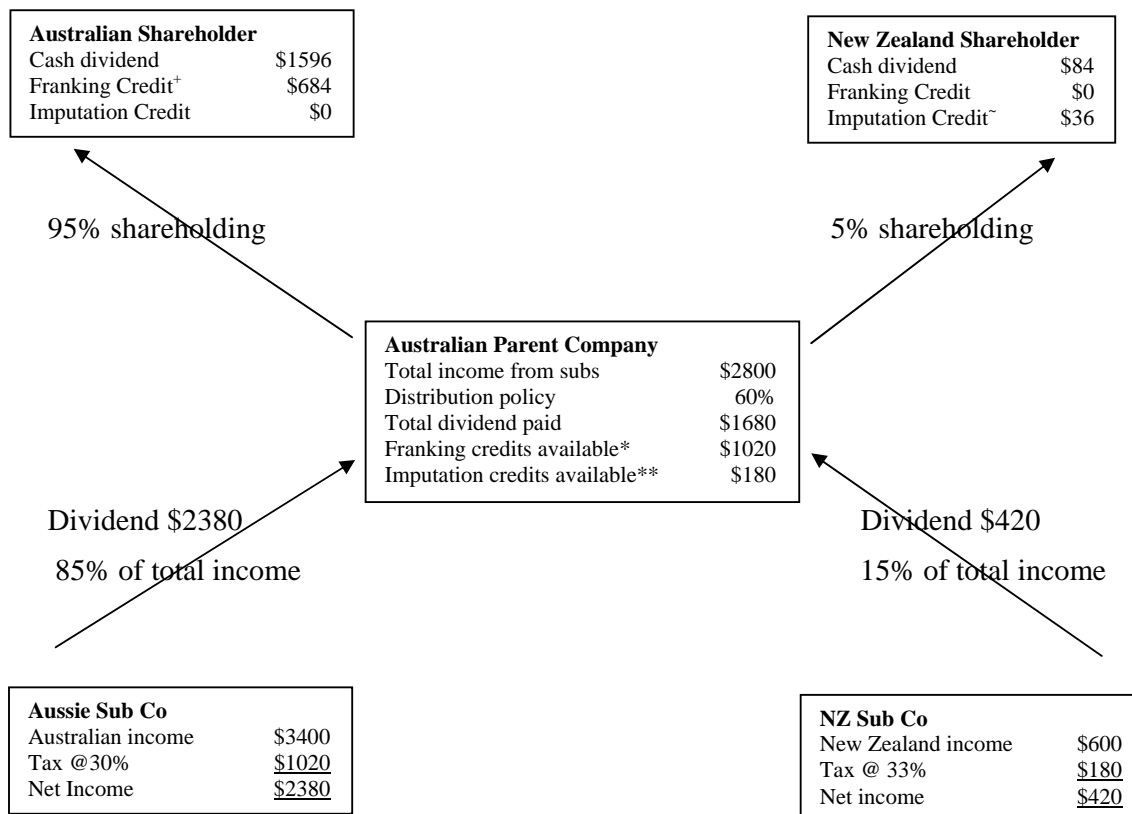 Australian Shareholder
Cash dividend $1596
Franking Credit+ $684
Imputation Credit $0
New Zealand Shareholder
Cash dividend $84
Franking Credit $0
Imputation Credit~ $36
95% shareholding
5% shareholding
Australian Parent Company
Total income from subs $2800
Distribution policy 60%
Total dividend paid $1680
Franking credits available* $1020
Imputation credits available** $180
Dividend $2380
85% of total income
Dividend $420
15% of total income
Aussie Sub Co
Australian income $3400
Tax @30% $1020
Net Income $2380
NZ Sub Co
New Zealand income $600
Tax @ 33% $180
Net income $420